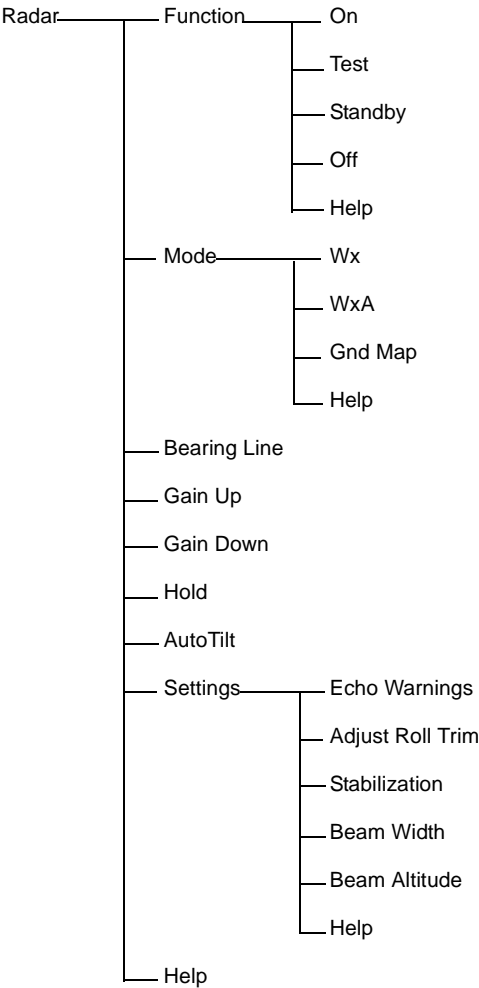 Radar Function On
Test
Standby
Off
Help
Mode Wx
WxA
Gnd Map
Help
Bearing Line
Gain Up
Gain Down
Hold
AutoTilt
Settings Echo Warnings
Adjust Roll Trim
Stabilization
Beam Width
Beam Altitude
Help
Help